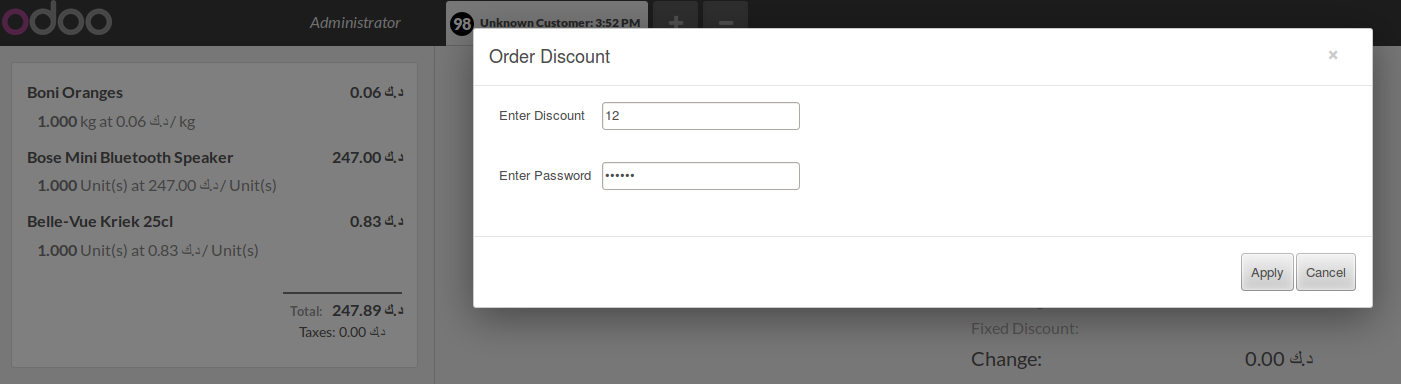 odoo
Administrator
98 Unknown Customer: 3:52 PM
+ −
Order Discount
×
Enter Discount 12
Enter Password ••••••
Apply Cancel
Boni Oranges 0.06 د.ك
1.000 kg at 0.06 د.ك / kg
Bose Mini Bluetooth Speaker 247.00 د.ك
1.000 Unit(s) at 247.00 د.ك / Unit(s)
Belle-Vue Kriek 25cl 0.83 د.ك
1.000 Unit(s) at 0.83 د.ك / Unit(s)
Total: 247.89 د.ك
Taxes: 0.00 د.ك
Fixed Discount:
Change: 0.00 د.ك